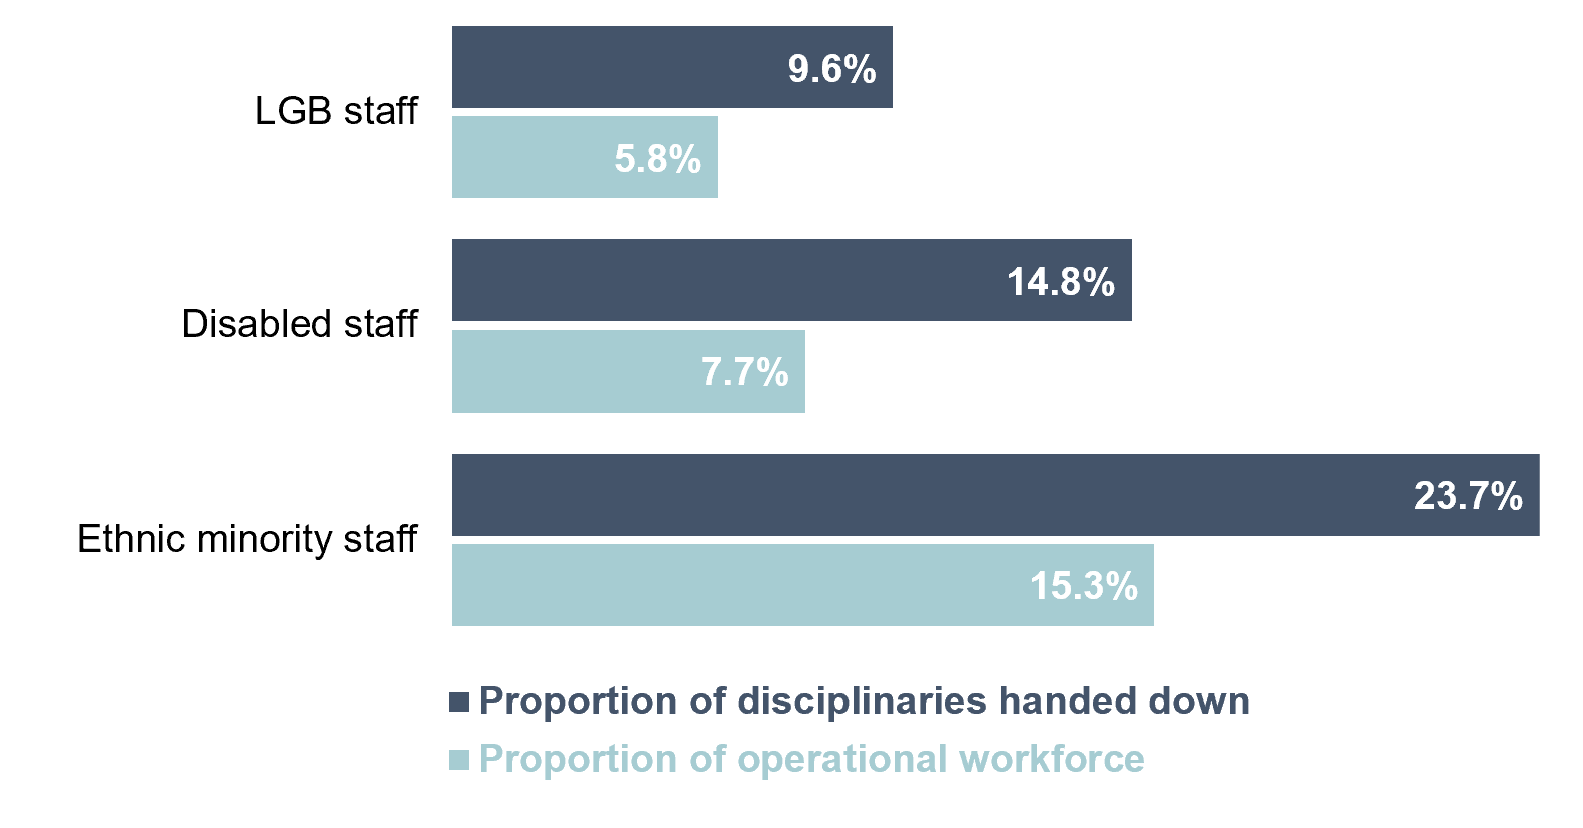 9.6%
LGB staff
5.8%
14.8%
Disabled staff
7.7%
23.7%
Ethnic minority staff
15.3%
Proportion of disciplinaries handed down
Proportion of operational workforce